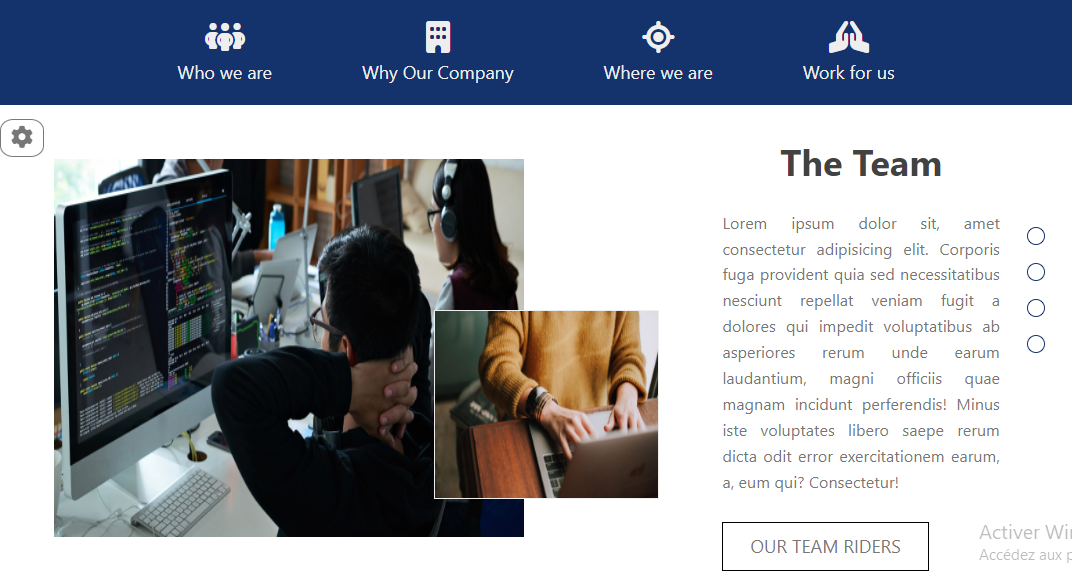 Who we are
Why Our Company
Where we are
Work for us
The Team
Lorem ipsum dolor sit, amet
consectetur adipisicing elit. Corporis
fuga provident quia sed necessitatibus
nesciunt repellat veniam fugit a
dolores qui impedit voluptatibus ab
asperiores rerum unde earum
laudantium, magni officiis quae
magnam incidunt perferendis! Minus
iste voluptates libero saepe rerum
dicta odit error exercitationem earum,
a, eum qui? Consectetur!
OUR TEAM RIDERS
Activer Wi
Accédez aux p